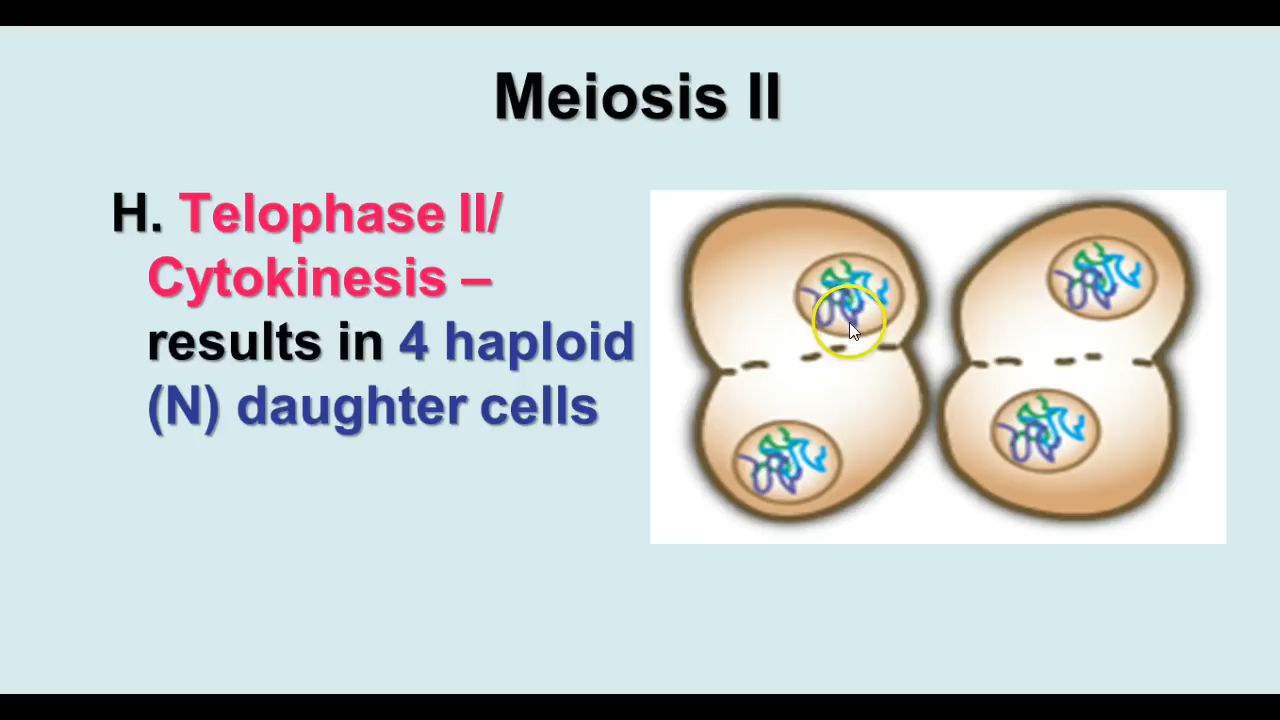 Meiosis II
H. Telophase II/
Cytokinesis –
results in 4 haploid
(N) daughter cells